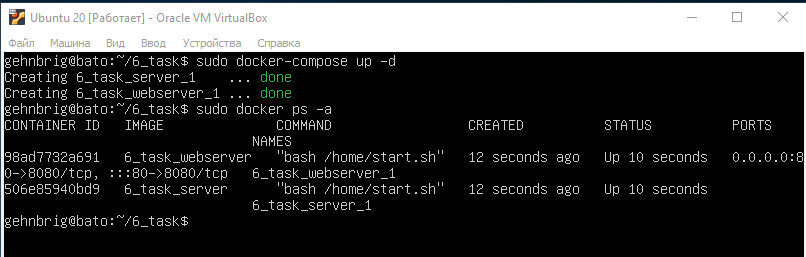 Ubuntu 20 [Работает] - Oracle VM VirtualBox
Файл Машина Вид Ввод Устройства Справка
gehnbrig@bato:~/6_task$ sudo docker-compose up -d
Creating 6_task_server_1    ... done
Creating 6_task_webserver_1 ... done
gehnbrig@bato:~/6_task$ sudo docker ps -a
CONTAINER ID   IMAGE              COMMAND                 CREATED          STATUS          PORTS
                               NAMES
98ad7732a691   6_task_webserver   "bash /home/start.sh"   12 seconds ago   Up 10 seconds   0.0.0.0:8
0->8080/tcp, :::80->8080/tcp   6_task_webserver_1
506e85940bd9   6_task_server      "bash /home/start.sh"   12 seconds ago   Up 10 seconds
                               6_task_server_1
gehnbrig@bato:~/6_task$